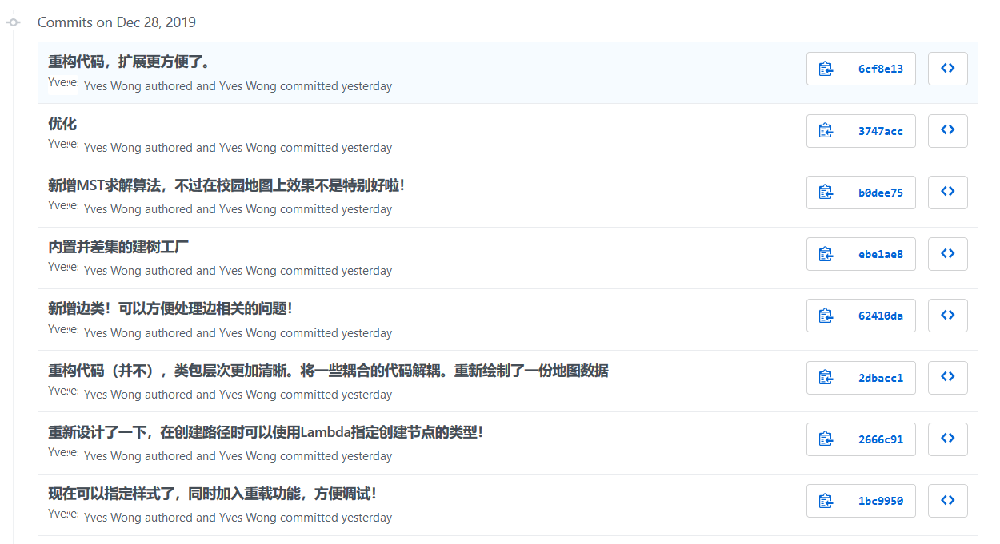 Commits on Dec 28, 2019
重构代码，扩展更方便了。
6cf8e13
Yves Wong authored and Yves Wong committed yesterday
优化
3747acc
Yves Wong authored and Yves Wong committed yesterday
新增MST求解算法，不过在校园地图上效果不是特别好啦！
b0dee75
Yves Wong authored and Yves Wong committed yesterday
内置并差集的建树工厂
ebe1ae8
Yves Wong authored and Yves Wong committed yesterday
新增边类！可以方便处理边相关的问题！
62410da
Yves Wong authored and Yves Wong committed yesterday
重构代码（并不），类包层次更加清晰。将一些耦合的代码解耦。重新绘制了一份地图数据
2dbacc1
Yves Wong authored and Yves Wong committed yesterday
重新设计了一下，在创建路径时可以使用Lambda指定创建节点的类型！
2666c91
Yves Wong authored and Yves Wong committed yesterday
现在可以指定样式了，同时加入重载功能，方便调试！
1bc9950
Yves Wong authored and Yves Wong committed yesterday